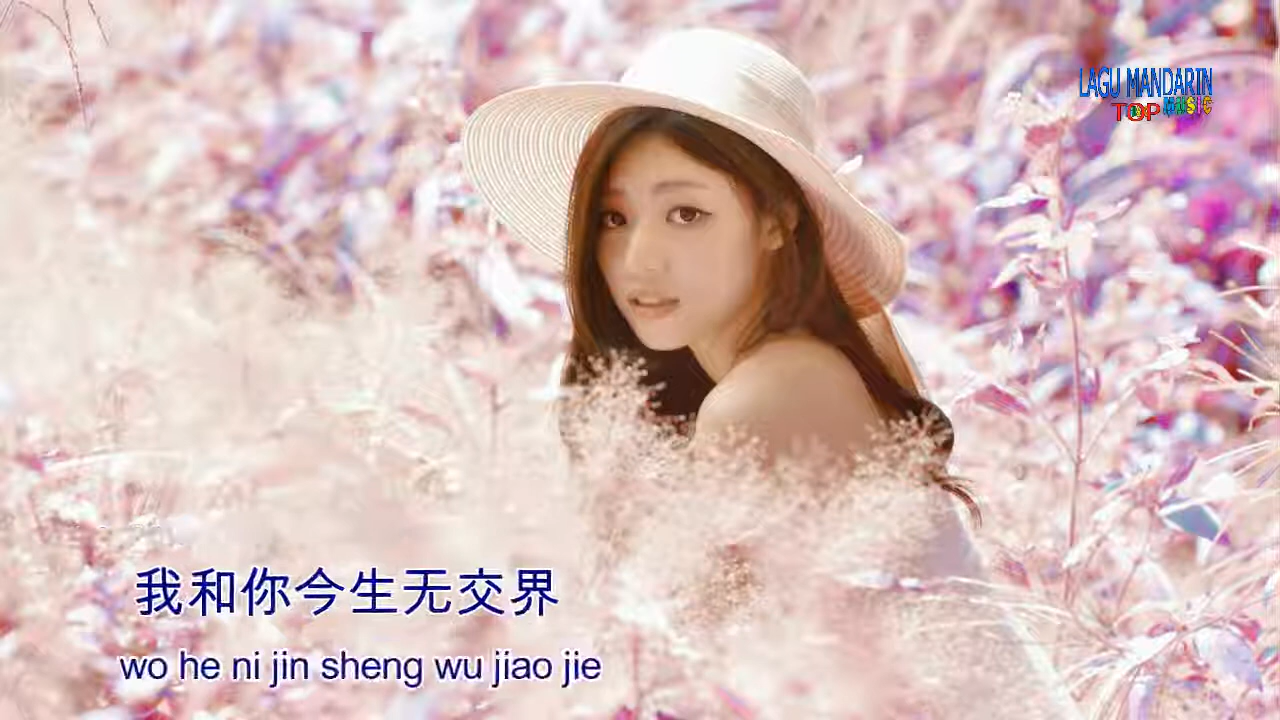 LAGU MANDARIN
TOP MUSIC
我和你今生无交界
wo he ni jin sheng wu jiao jie